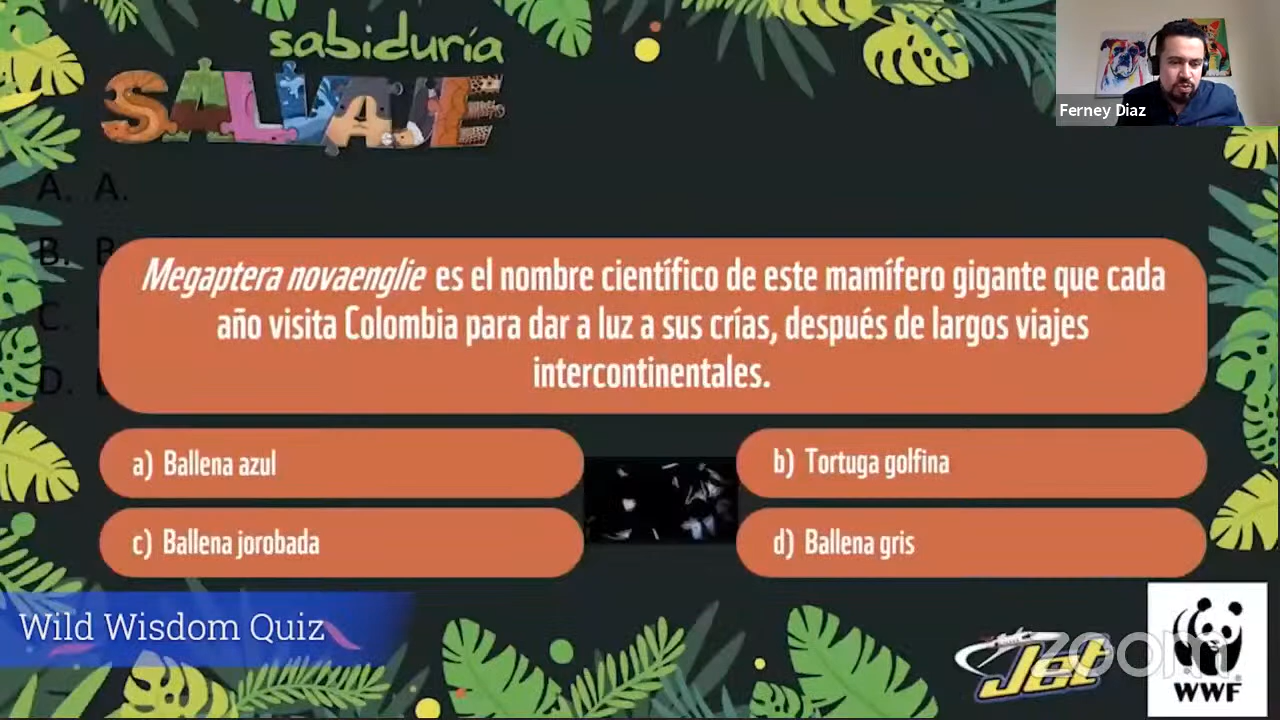 sabiduría
SALVAJE
Ferney Diaz
A. A.
B. B
C.
D.
Megaptera novaenglie es el nombre científico de este mamífero gigante que cada
año visita Colombia para dar a luz a sus crías, después de largos viajes
intercontinentales.
a) Ballena azul
b) Tortuga golfina
c) Ballena jorobada
d) Ballena gris
Wild Wisdom Quiz
Jet
zoom
WWF